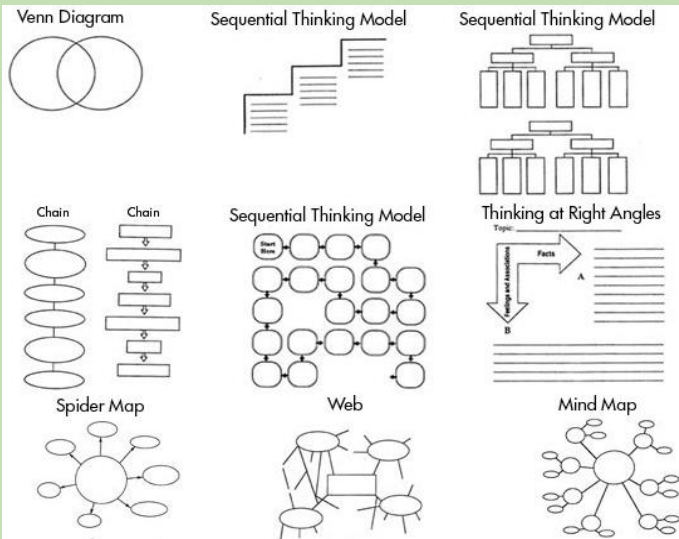 Venn Diagram
Sequential Thinking Model
Sequential Thinking Model
Chain
Chain
Sequential Thinking Model
Start
Thinking at Right Angles
Topic:
Facts
Feelings and Associations
A
B
Spider Map
Web
Mind Map